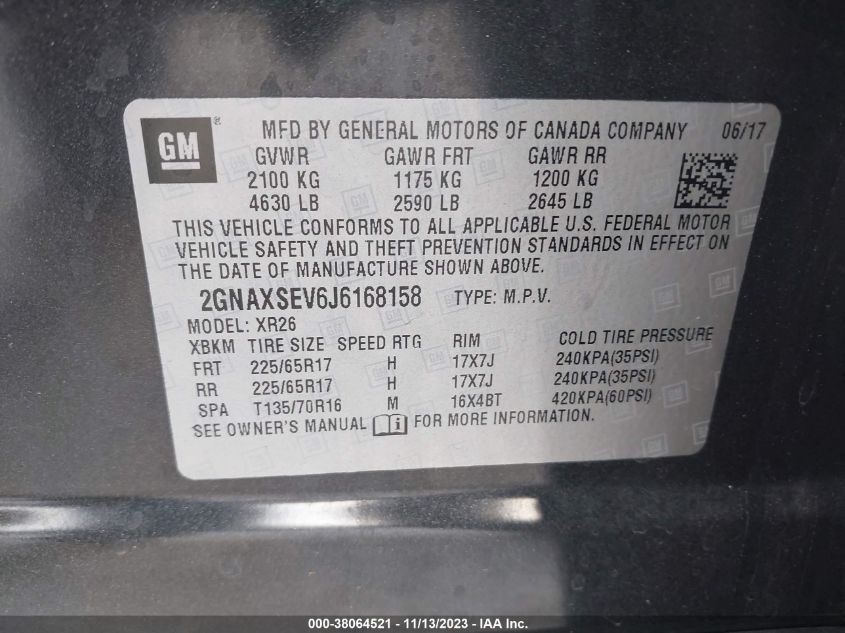 GM ® MFD BY GENERAL MOTORS OF CANADA COMPANY 06/17
GVWR GAWR FRT GAWR RR
2100 KG 1175 KG 1200 KG
4630 LB 2590 LB 2645 LB
THIS VEHICLE CONFORMS TO ALL APPLICABLE U.S. FEDERAL MOTOR
VEHICLE SAFETY AND THEFT PREVENTION STANDARDS IN EFFECT ON
THE DATE OF MANUFACTURE SHOWN ABOVE.
2GNAXSEV6J6168158 TYPE: M.P.V.
MODEL: XR26
XBKM TIRE SIZE SPEED RTG RIM COLD TIRE PRESSURE
FRT 225/65R17 H 17X7J 240KPA(35PSI)
RR 225/65R17 H 17X7J 240KPA(35PSI)
SPA T135/70R16 M 16X4BT 420KPA(60PSI)
SEE OWNER'S MANUAL i FOR MORE INFORMATION.
000-38064521 - 11/13/2023 - IAA Inc.